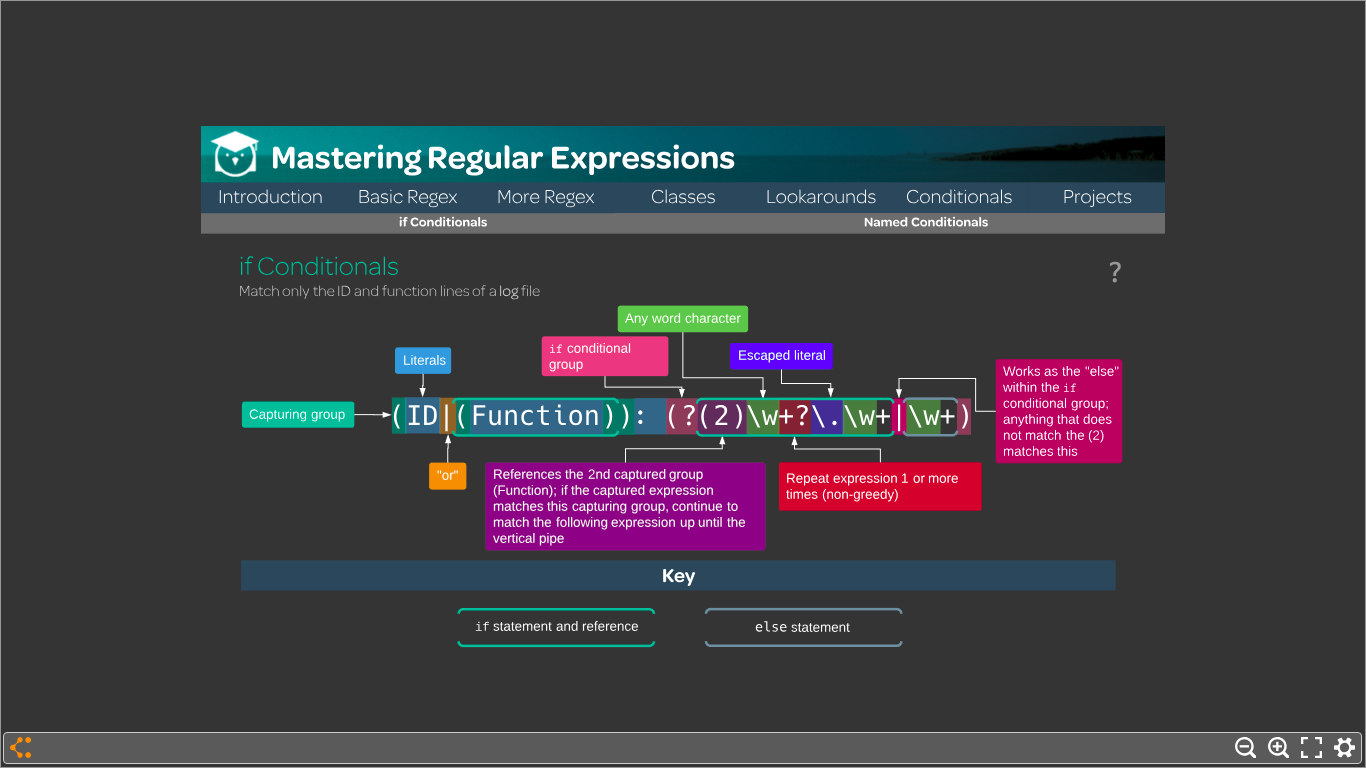 Mastering Regular Expressions
Introduction Basic Regex More Regex Classes Lookarounds Conditionals Projects
if Conditionals Named Conditionals
if Conditionals
?
Match only the ID and function lines of a log file
Any word character
if conditional
group
Escaped literal
Literals
Works as the "else"
within the if
conditional group;
anything that does
not match the (2)
matches this
Capturing group
(ID|(Function)): (?(2)\w+?\.\w+|\w+)
"or"
References the 2nd captured group
(Function); if the captured expression
matches this capturing group, continue to
match the following expression up until the
vertical pipe
Repeat expression 1 or more
times (non-greedy)
Key
if statement and reference
else statement